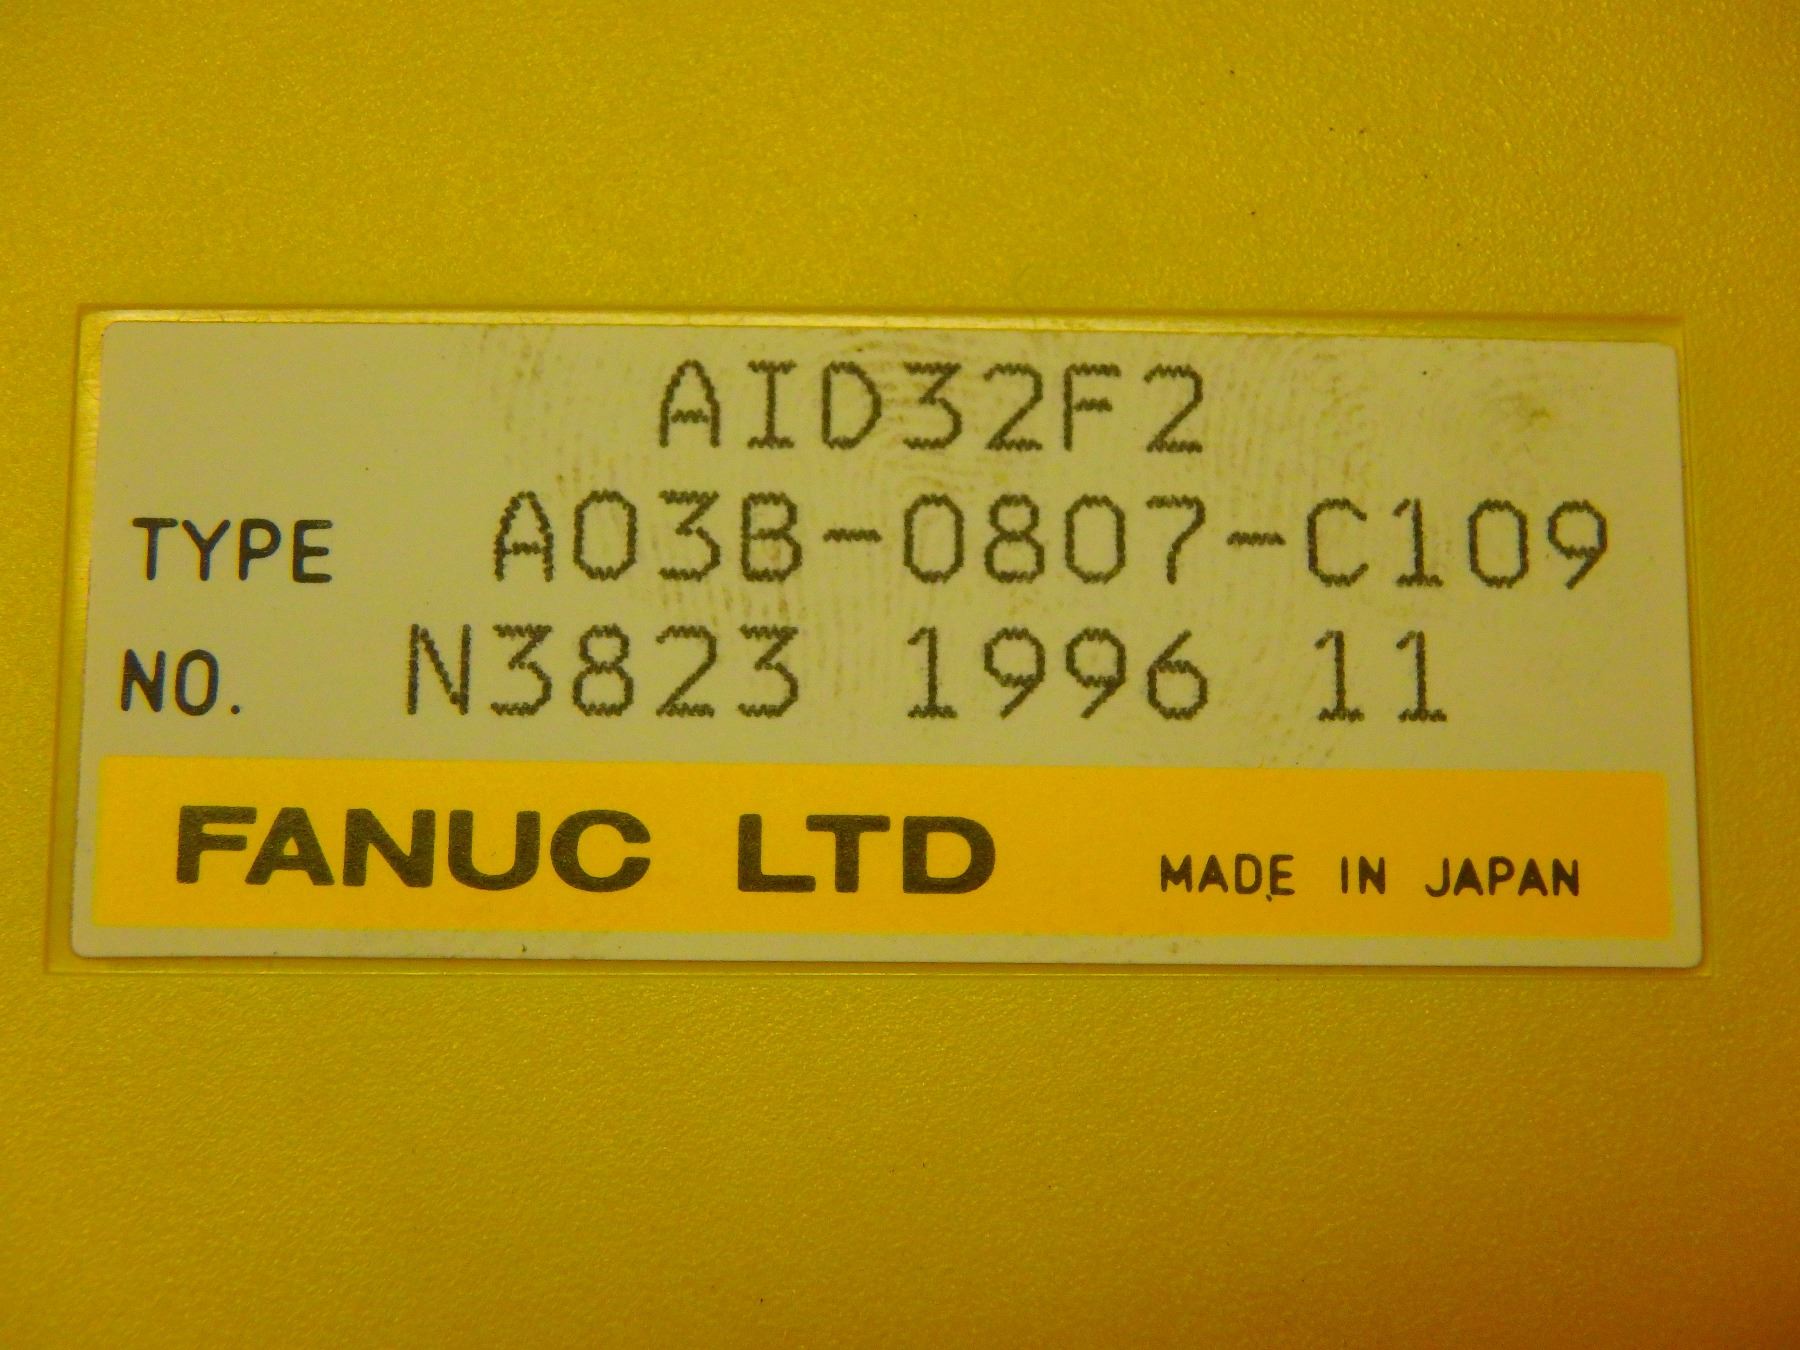 AID32F2
TYPE A03B-0807-C109
NO. N3823 1996 11
FANUC LTD MADE IN JAPAN